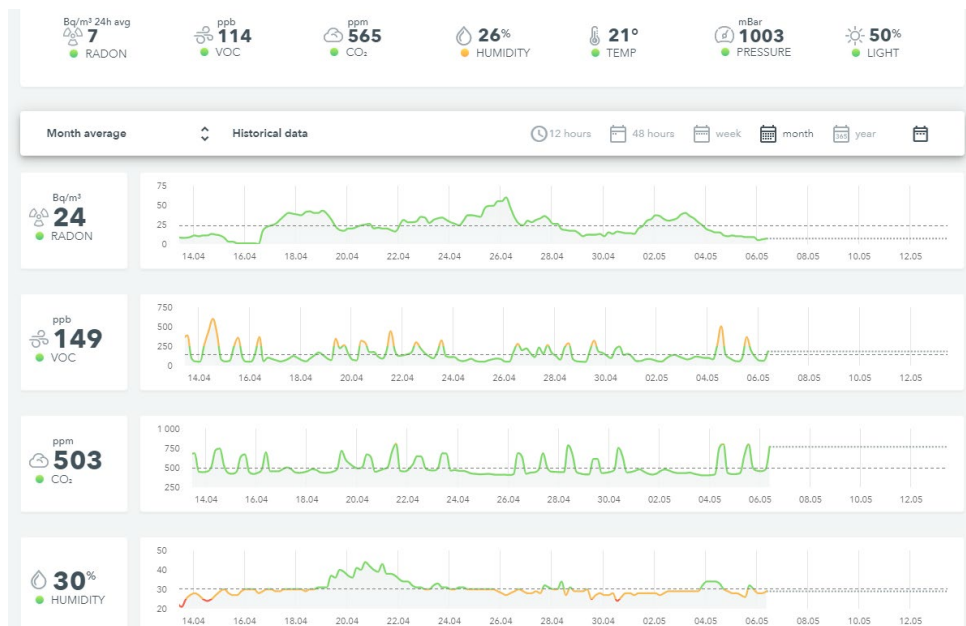 Bq/m³ 24h avg
7
RADON
ppb
114
VOC
ppm
565
CO₂
26%
HUMIDITY
21°
TEMP
mBar
1003
PRESSURE
50%
LIGHT
Month average Historical data 12 hours 48 hours week month 365 year
Bq/m³
24
RADON
75
50
25
0
14.04 16.04 18.04 20.04 22.04 24.04 26.04 28.04 30.04 02.05 04.05 06.05 08.05 10.05 12.05
ppb
149
VOC
750
500
250
0
14.04 16.04 18.04 20.04 22.04 24.04 26.04 28.04 30.04 02.05 04.05 06.05 08.05 10.05 12.05
ppm
503
CO₂
1 000
750
500
250
14.04 16.04 18.04 20.04 22.04 24.04 26.04 28.04 30.04 02.05 04.05 06.05 08.05 10.05 12.05
30%
HUMIDITY
50
40
30
20
14.04 16.04 18.04 20.04 22.04 24.04 26.04 28.04 30.04 02.05 04.05 06.05 08.05 10.05 12.05